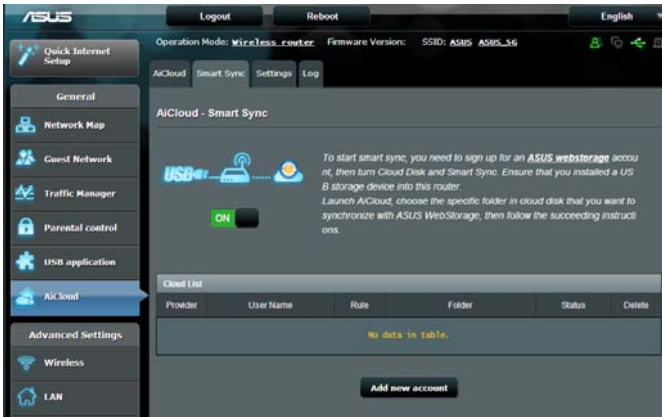 ASUS
Logout
Reboot
English
Quick Internet
Setup
Operation Mode: Wireless router Firmware Version: SSID: ASUS ASUS_5G
AiCloud
Smart Sync
Settings
Log
General
Network Map
Guest Network
Traffic Manager
Parental control
USB application
AiCloud
Advanced Settings
Wireless
LAN
AiCloud - Smart Sync
USB
ON
To start smart sync, you need to sign up for an ASUS webstorage accou
nt, then turn Cloud Disk and Smart Sync. Ensure that you installed a US
B storage device into this router.
Launch AiCloud, choose the specific folder in cloud disk that you want to
synchronize with ASUS WebStorage, then follow the succeeding instructi
ons.
Cloud List
Provider User Name Rule Folder Status Delete
No data in table.
Add new account